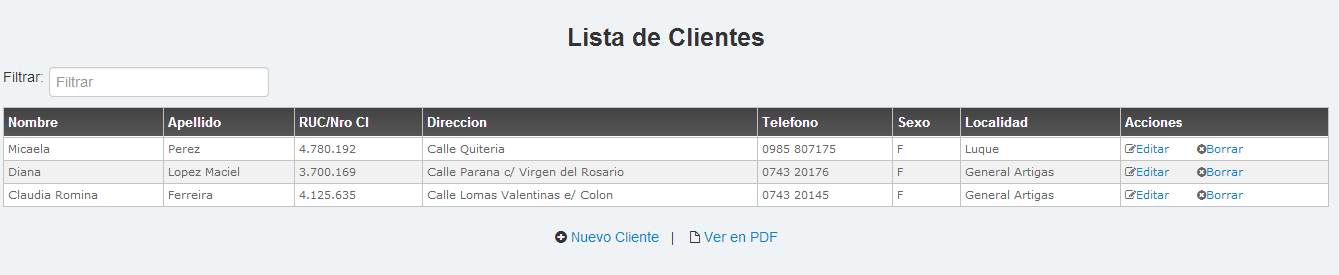 Lista de Clientes
Filtrar: Filtrar
Nombre Apellido RUC/Nro CI Direccion Telefono Sexo Localidad Acciones
Micaela Perez 4.780.192 Calle Quiteria 0985 807175 F Luque Editar Borrar
Diana Lopez Maciel 3.700.169 Calle Parana c/ Virgen del Rosario 0743 20176 F General Artigas Editar Borrar
Claudia Romina Ferreira 4.125.635 Calle Lomas Valentinas e/ Colon 0743 20145 F General Artigas Editar Borrar
Nuevo Cliente | Ver en PDF